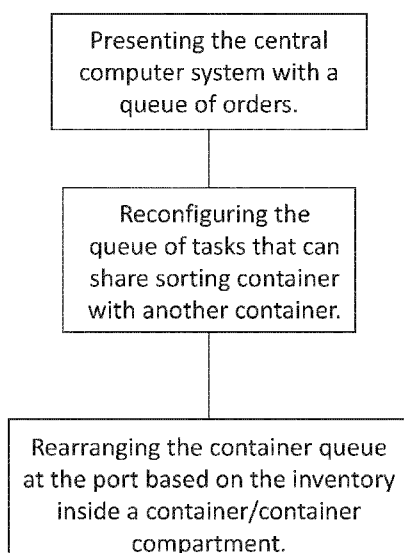 Presenting the central
computer system with a
queue of orders.
Reconfiguring the
queue of tasks that can
share sorting container
with another container.
Rearranging the container queue
at the port based on the inventory
inside a container/container
compartment.